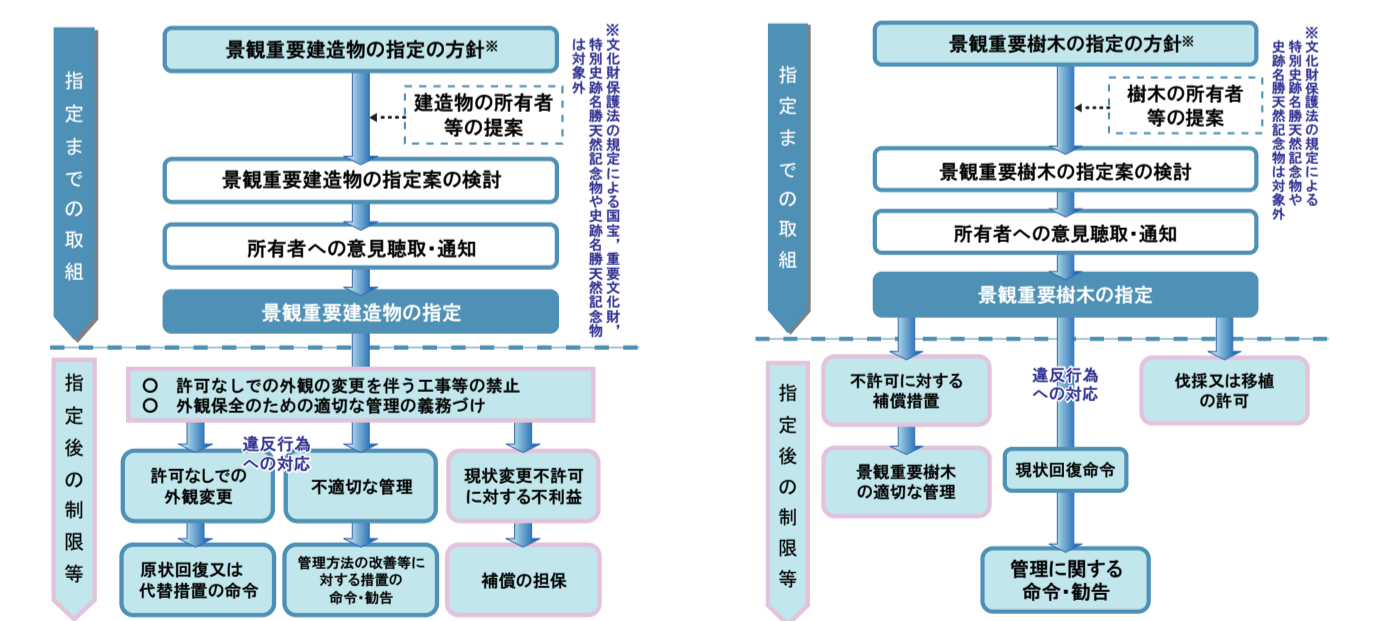 指定までの取組
景観重要建造物の指定の方針※
建造物の所有者
等の提案
景観重要建造物の指定案の検討
所有者への意見聴取・通知
景観重要建造物の指定
※文化財保護法の規定による国宝，重要文化財，
特別史跡名勝天然記念物や史跡名勝天然記念物
は対象外
指定後の制限等
○　許可なしでの外観の変更を伴う工事等の禁止
○　外観保全のための適切な管理の義務づけ
違反行為
への対応
許可なしでの
外観変更
不適切な管理
現状変更不許可
に対する不利益
原状回復又は
代替措置の命令
管理方法の改善等に
対する措置の
命令・勧告
補償の担保
指定までの取組
景観重要樹木の指定の方針※
樹木の所有者
等の提案
景観重要樹木の指定案の検討
所有者への意見聴取・通知
景観重要樹木の指定
※文化財保護法の規定による
特別史跡名勝天然記念物や
史跡名勝天然記念物は対象外
指定後の制限等
不許可に対する
補償措置
景観重要樹木
の適切な管理
違反行為
への対応
現状回復命令
管理に関する
命令・勧告
伐採又は移植
の許可